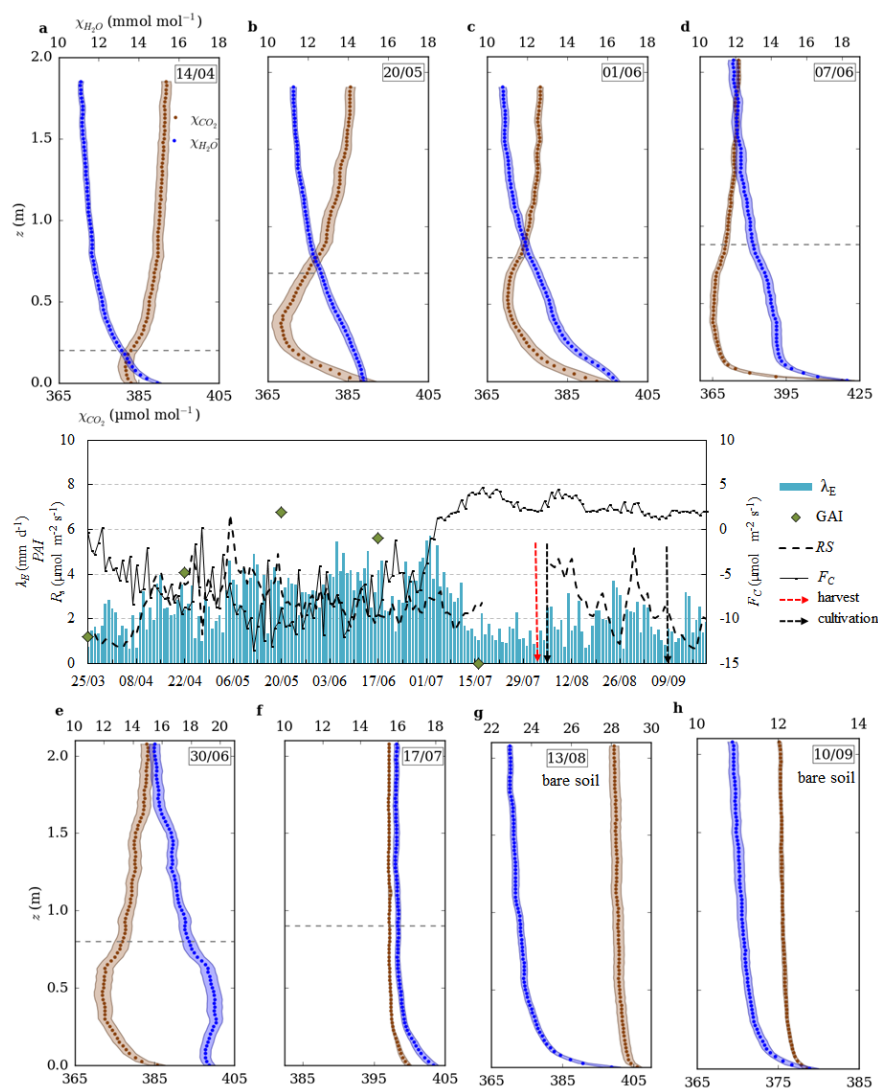 a χH2O (mmol mol−1)
10 12 14 16 18
14/04
χCO2
χH2O
z (m)
2.0
1.5
1.0
0.5
0.0
365 385 405
χCO2 (μmol mol−1)
b
10 12 14 16 18
20/05
365 385 405
c
10 12 14 16 18
01/06
365 385 405
d
10 12 14 16 18
07/06
365 395 425
λE (mm d-1)
PAI
Rs (μmol m-2 s-1)
10
8
6
4
2
0
10
5
0
-5
-10
-15
FC (μmol m-2 s-1)
25/03 08/04 22/04 06/05 20/05 03/06 17/06 01/07 15/07 29/07 12/08 26/08 09/09
λE
GAI
RS
FC
harvest
cultivation
e
10 12 14 16 18 20
30/06
z (m)
2.0
1.5
1.0
0.5
0.0
365 385 405
f
10 12 14 16 18
17/07
365 395 405
g
22 24 26 28 30
13/08
bare soil
365 385 405
h
10 12 14
10/09
bare soil
365 375 385